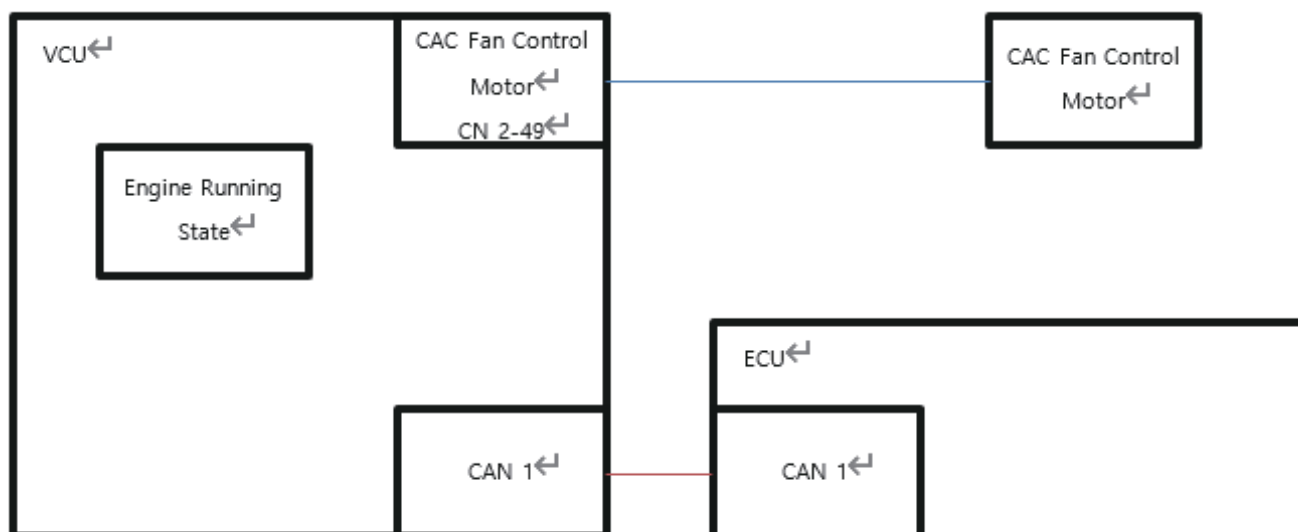 VCU↵
CAC Fan Control
Motor↵
CN 2-49↵
CAC Fan Control
Motor↵
Engine Running
State↵
ECU↵
CAN 1↵
CAN 1↵